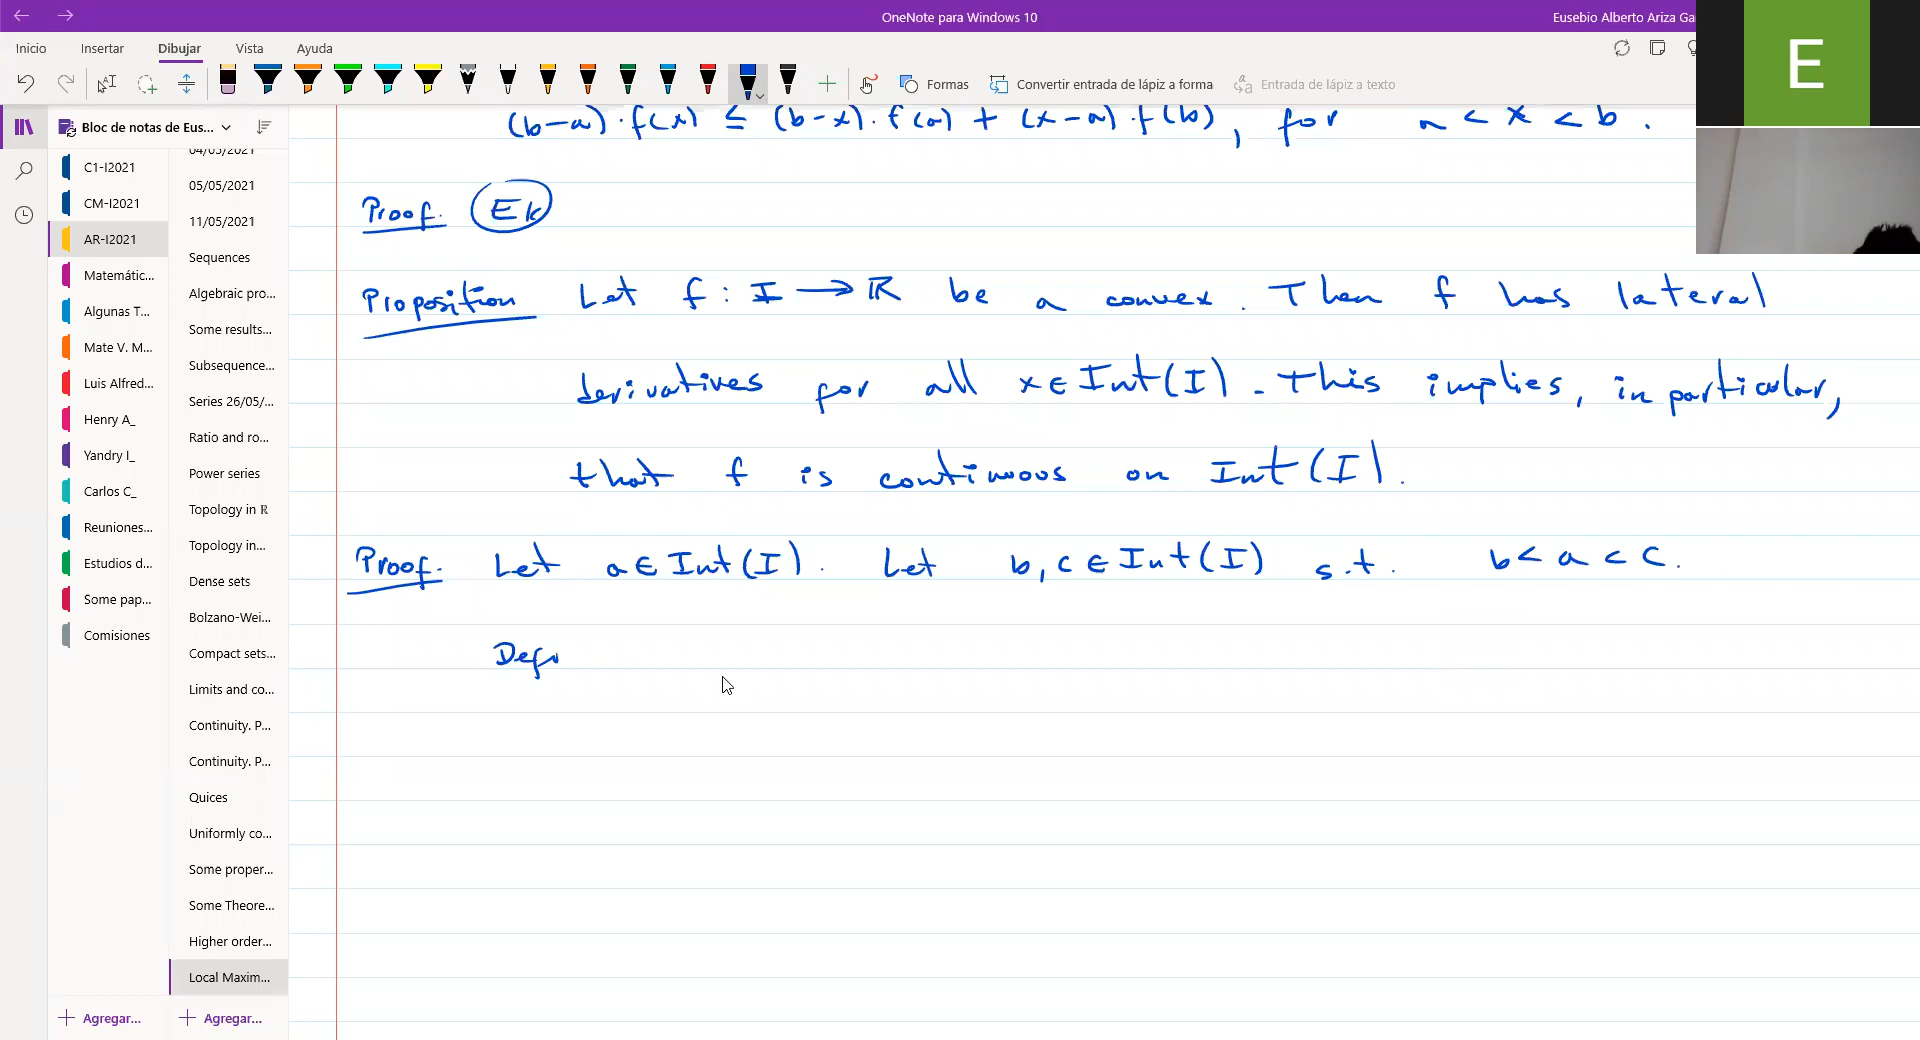 OneNote para Windows 10
Eusebio Alberto Ariza Ga
Inicio
Insertar
Dibujar
Vista
Ayuda
Formas
Convertir entrada de lápiz a forma
Entrada de lápiz a texto
E
Bloc de notas de Eus...
C1-I2021
CM-I2021
AR-I2021
Matemátic...
Algunas T...
Mate V. M...
Luis Alfred...
Henry A_
Yandry I_
Carlos C_
Reuniones...
Estudios d...
Some pap...
Comisiones
Agregar...
04/05/2021
05/05/2021
11/05/2021
Sequences
Algebraic pro...
Some results...
Subsequence...
Series 26/05/...
Ratio and ro...
Power series
Topology in ℝ
Topology in...
Dense sets
Bolzano-Wei...
Compact sets...
Limits and co...
Continuity. P...
Continuity. P...
Quices
Uniformly co...
Some proper...
Some Theore...
Higher order...
Local Maxim...
Agregar...
(b-a)·f(x) ≤ (b-x)·f(a) + (x-a)·f(b), for a < x < b.
Proof. Ex
Proposition Let f: I → ℝ be a convex. Then f has lateral
derivatives for all x ∈ Int(I). This implies, in particular,
that f is continuous on Int(I).
Proof. Let a ∈ Int(I). Let b, c ∈ Int(I) s.t. b < a < c.
Defi